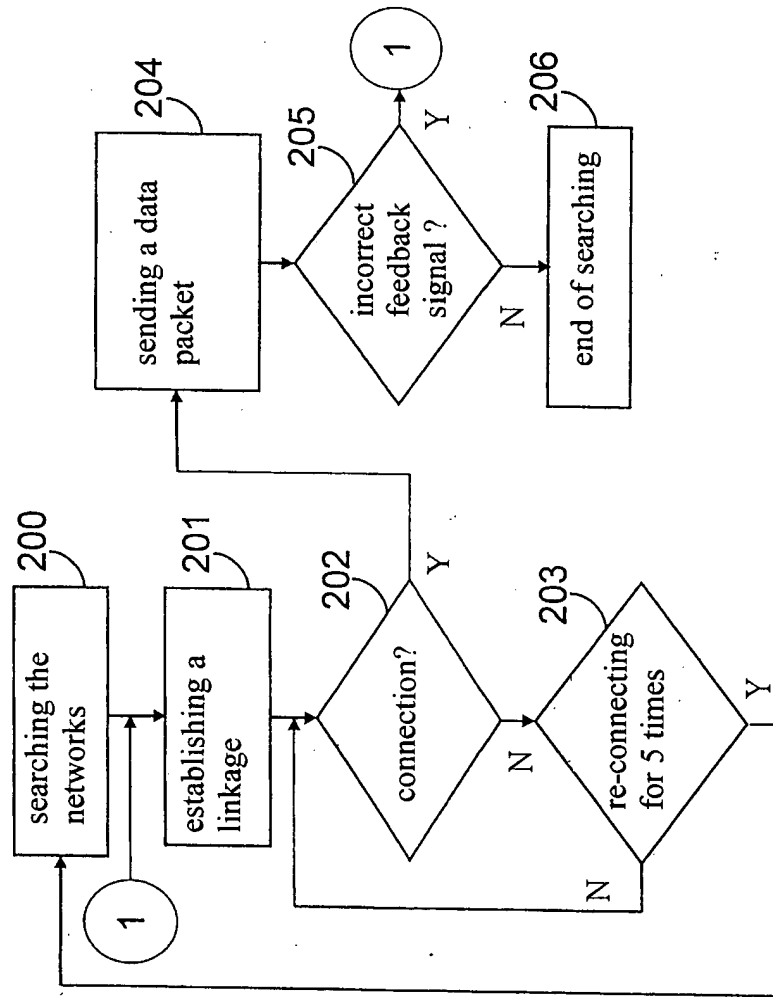 200
searching the
networks
1
201
establishing a
linkage
202
connection?
Y
N
203
re-connecting
for 5 times
N
Y
204
sending a data
packet
205
incorrect
feedback
signal ?
Y
1
N
206
end of searching